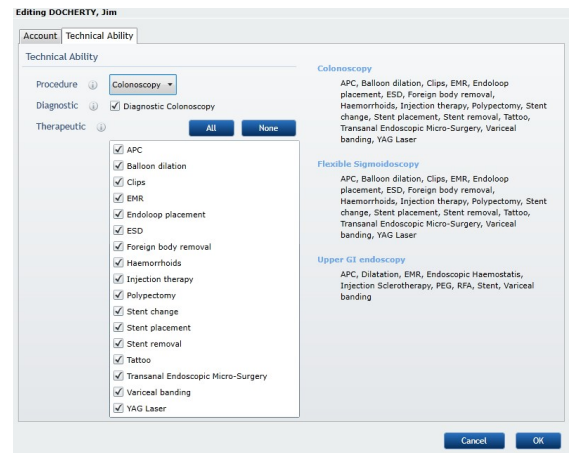 Editing DOCHERTY, Jim
Account Technical Ability
Technical Ability
Procedure Colonoscopy
Diagnostic Diagnostic Colonoscopy
Therapeutic All None
APC
Balloon dilation
Clips
EMR
Endoloop placement
ESD
Foreign body removal
Haemorrhoids
Injection therapy
Polypectomy
Stent change
Stent placement
Stent removal
Tattoo
Transanal Endoscopic Micro-Surgery
Variceal banding
YAG Laser
Colonoscopy
APC, Balloon dilation, Clips, EMR, Endoloop
placement, ESD, Foreign body removal,
Haemorrhoids, Injection therapy, Polypectomy, Stent
change, Stent placement, Stent removal, Tattoo,
Transanal Endoscopic Micro-Surgery, Variceal
banding, YAG Laser
Flexible Sigmoidoscopy
APC, Balloon dilation, Clips, EMR, Endoloop
placement, ESD, Foreign body removal,
Haemorrhoids, Injection therapy, Polypectomy, Stent
change, Stent placement, Stent removal, Tattoo,
Transanal Endoscopic Micro-Surgery, Variceal
banding, YAG Laser
Upper GI endoscopy
APC, Dilatation, EMR, Endoscopic Haemostatis,
Injection Sclerotherapy, PEG, RFA, Stent, Variceal
banding
Cancel OK